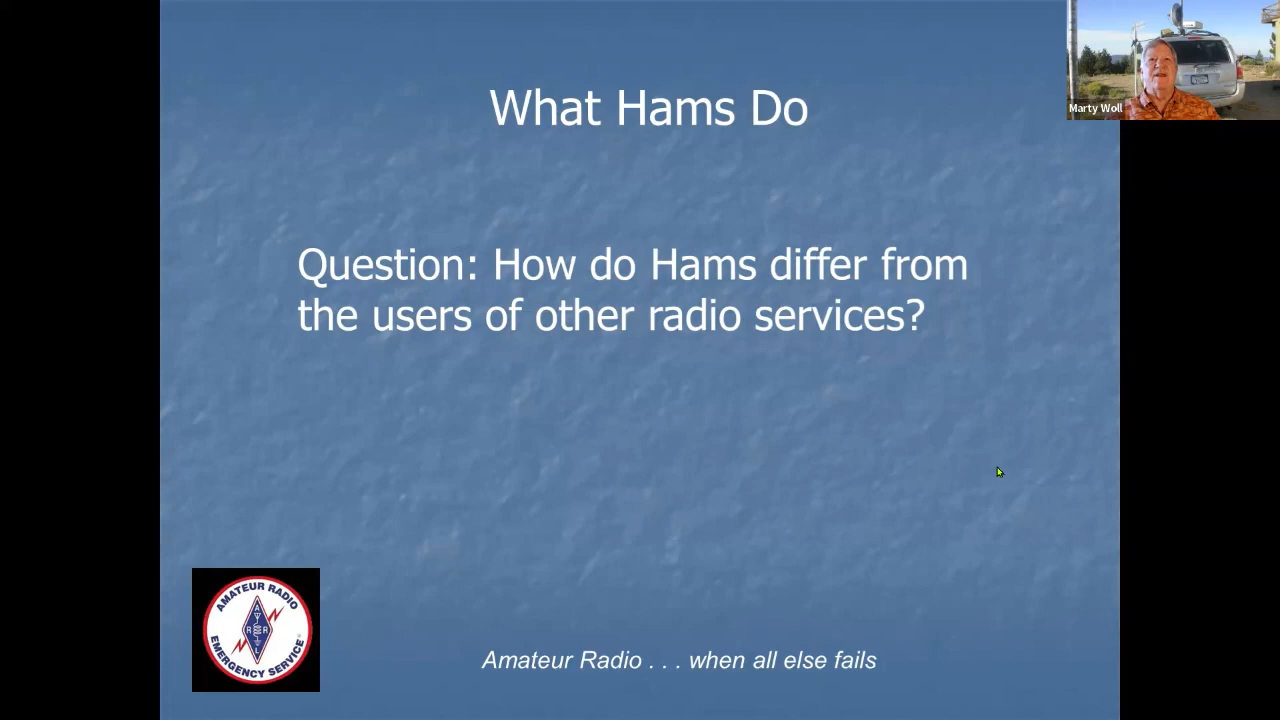 What Hams Do
Marty Woll
Question: How do Hams differ from
the users of other radio services?
AMATEUR RADIO
A
R R
L
EMERGENCY SERVICE
Amateur Radio . . . when all else fails